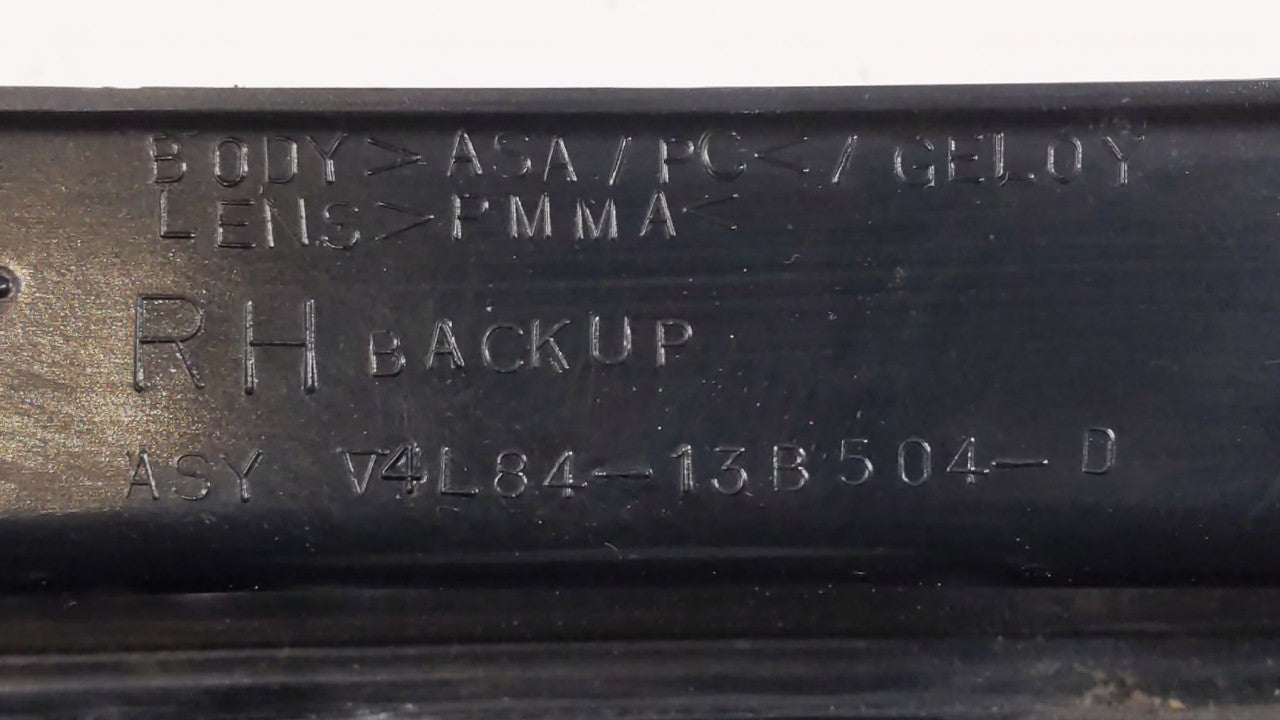 BODY>ASA/PC</GELOY
LENS>PMMA<
RH BACKUP
ASY V4L84-13B504-D